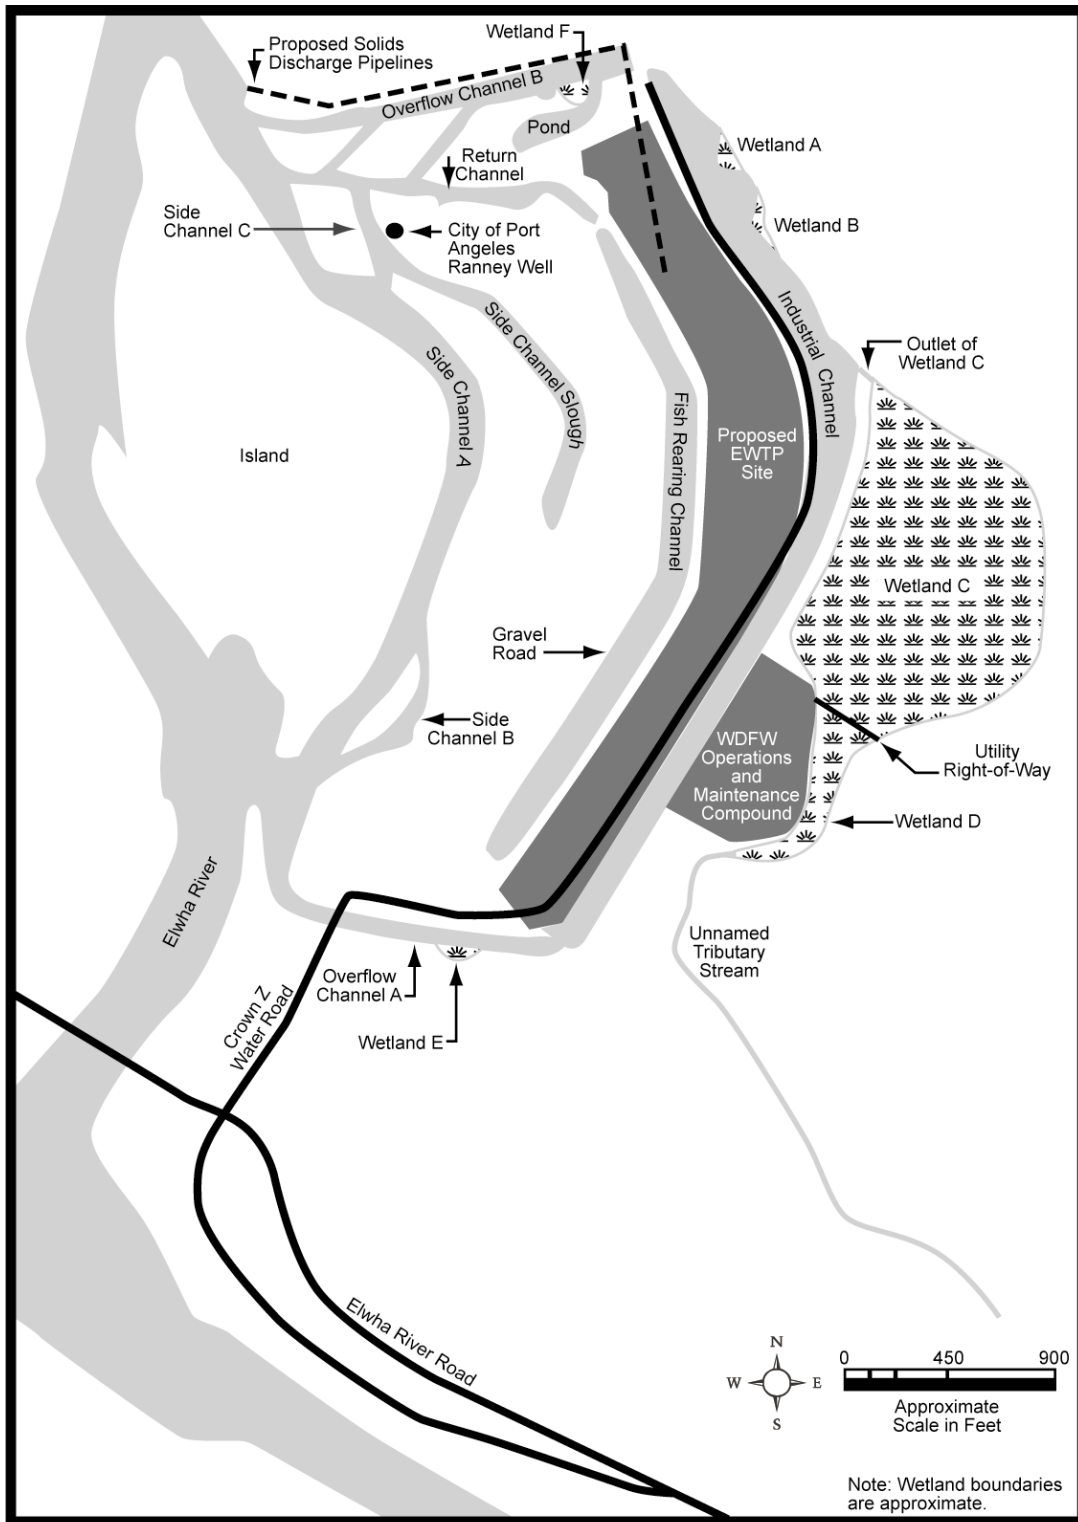 Wetland F
Proposed Solids
Discharge Pipelines
Overflow Channel B
Pond
Wetland A
Return
Channel
Side
Channel C
City of Port
Angeles
Ranney Well
Wetland B
Industrial Channel
Side Channel Slough
Side Channel A
Outlet of
Wetland C
Fish Rearing Channel
Proposed
EWTP
Site
Island
Wetland C
Gravel
Road
Side
Channel B
WDFW
Operations
and
Maintenance
Compound
Utility
Right-of-Way
Wetland D
Elwha River
Unnamed
Tributary
Stream
Overflow
Channel A
Crown Z
Water Road
Wetland E
Elwha River Road
N
W E
S
0 450 900
Approximate
Scale in Feet
Note: Wetland boundaries
are approximate.